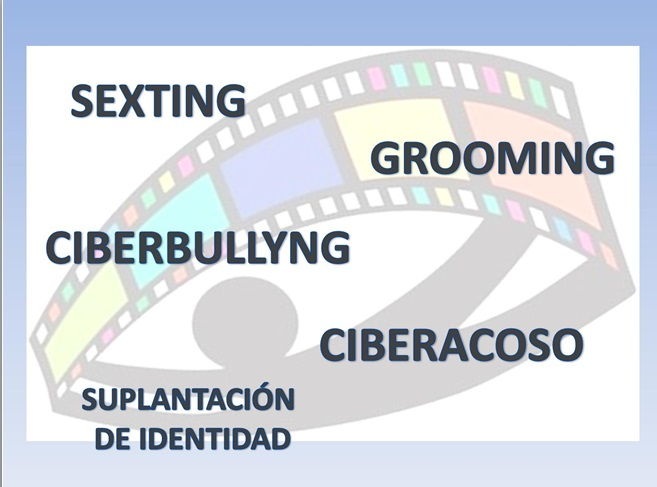 SEXTING
GROOMING
CIBERBULLYNG
CIBERACOSO
SUPLANTACIÓN
DE IDENTIDAD